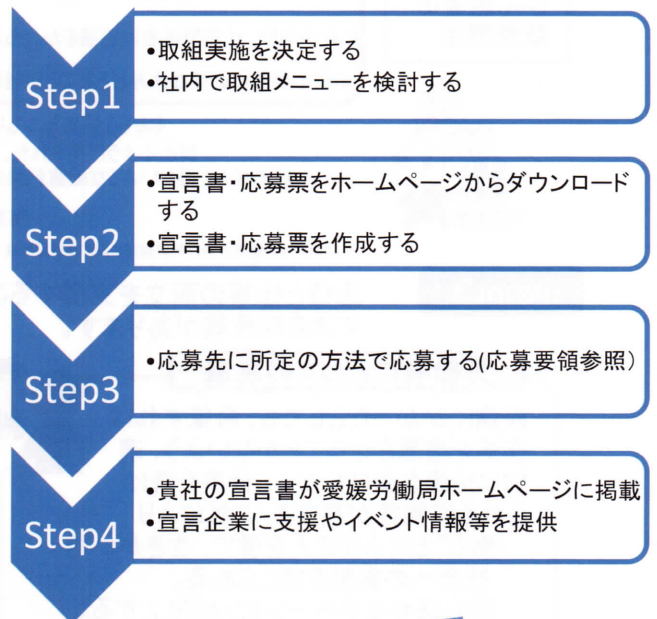 Step1
•取組実施を決定する
•社内で取組メニューを検討する
Step2
•宣言書・応募票をホームページからダウンロード
する
•宣言書・応募票を作成する
Step3
•応募先に所定の方法で応募する(応募要領参照)
Step4
•貴社の宣言書が愛媛労働局ホームページに掲載
•宣言企業に支援やイベント情報等を提供